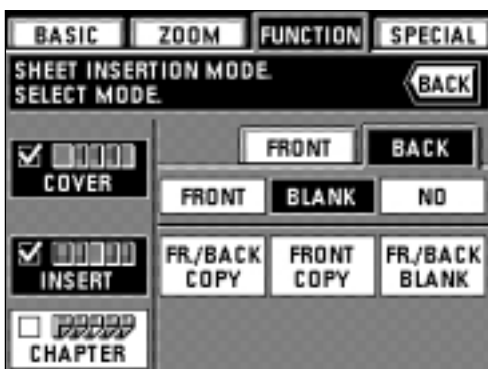 BASIC ZOOM FUNCTION SPECIAL
SHEET INSERTION MODE.
SELECT MODE.
BACK
FRONT BACK
COVER
FRONT BLANK NO
INSERT
FR./BACK COPY
FRONT COPY
FR./BACK BLANK
CHAPTER